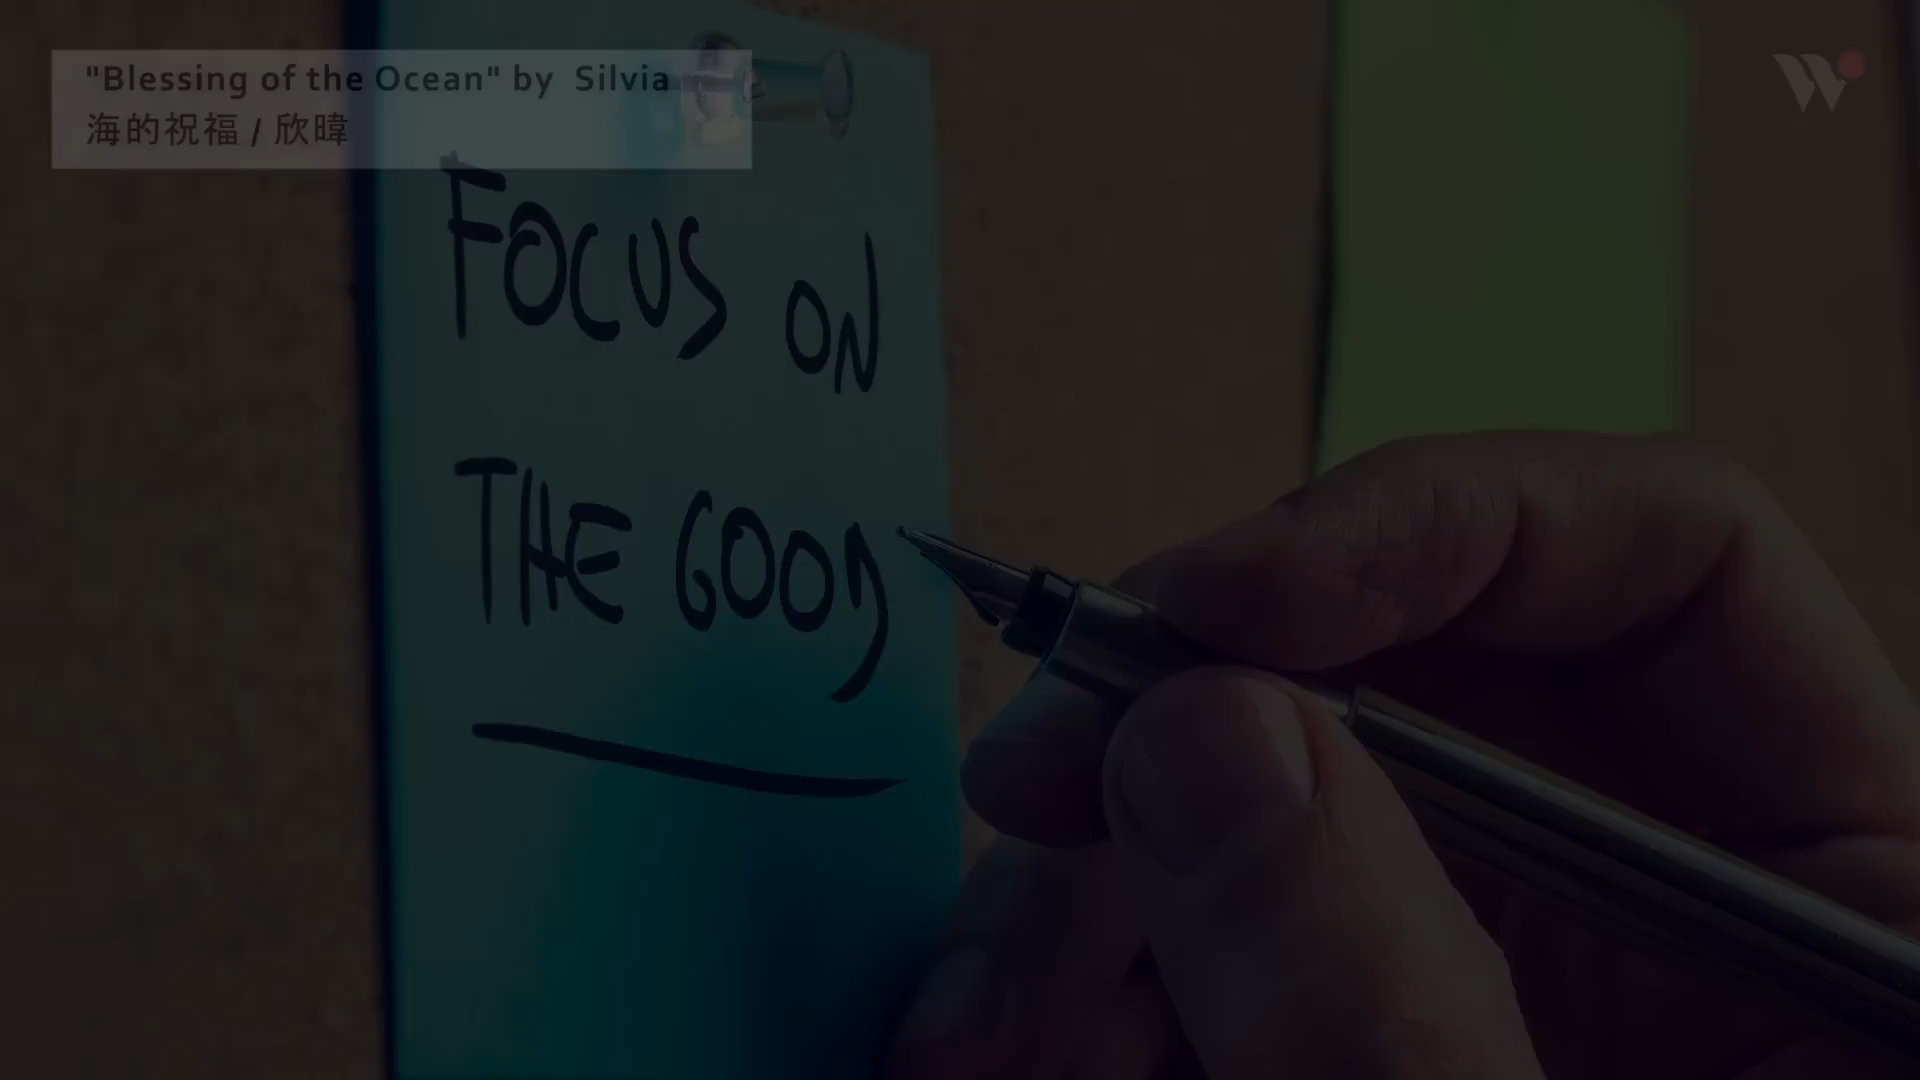 "Blessing of the Ocean" by Silvia
海的祝福 / 欣暐
FOCUS ON
THE GOOD